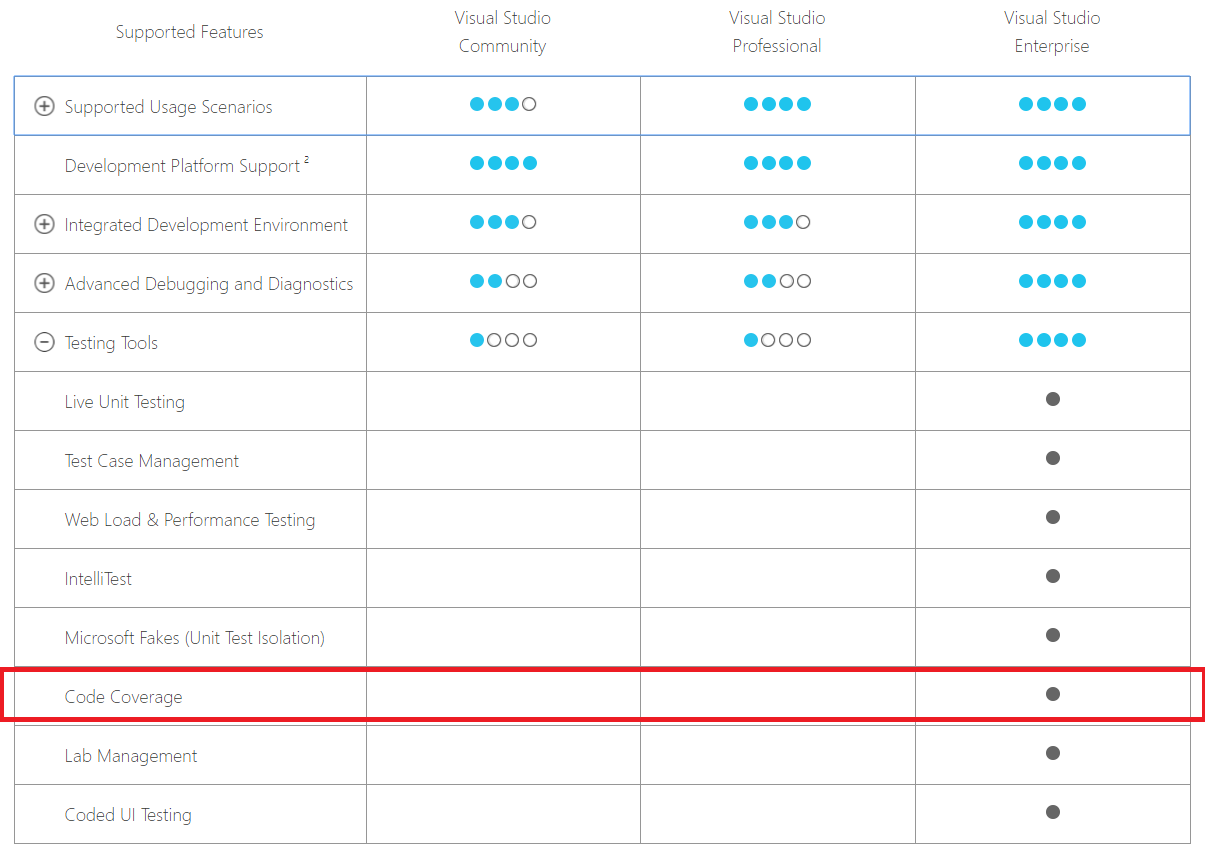 Supported Features
Visual Studio
Community
Visual Studio
Professional
Visual Studio
Enterprise
Supported Usage Scenarios
Development Platform Support ²
Integrated Development Environment
Advanced Debugging and Diagnostics
Testing Tools
Live Unit Testing
Test Case Management
Web Load & Performance Testing
IntelliTest
Microsoft Fakes (Unit Test Isolation)
Code Coverage
Lab Management
Coded UI Testing